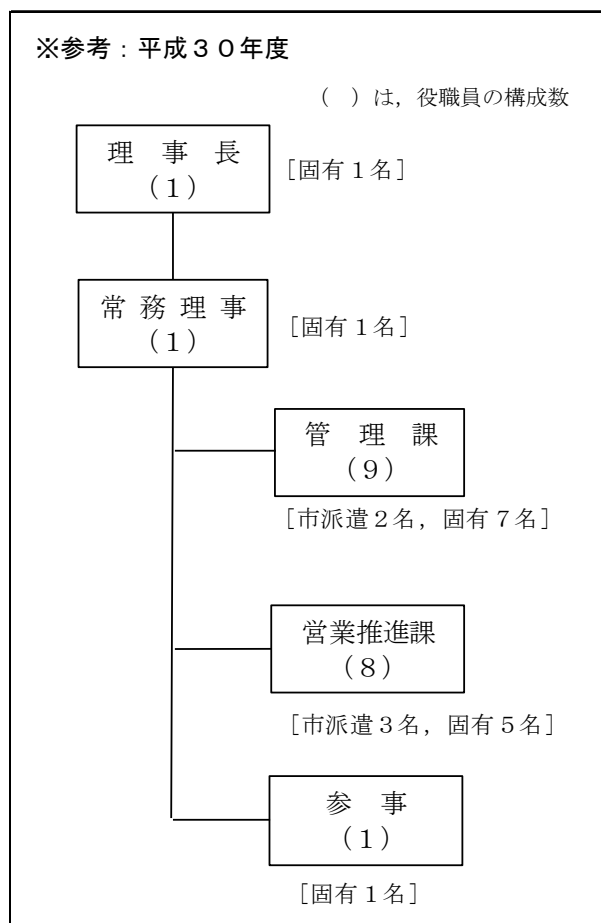 ※参考：平成３０年度
（　）は，役職員の構成数
理　事　長
（１）
［固有１名］
常 務 理 事
（１）
［固有１名］
管　理　課
（９）
［市派遣２名，固有７名］
営業推進課
（８）
［市派遣３名，固有５名］
参　事
（１）
［固有１名］